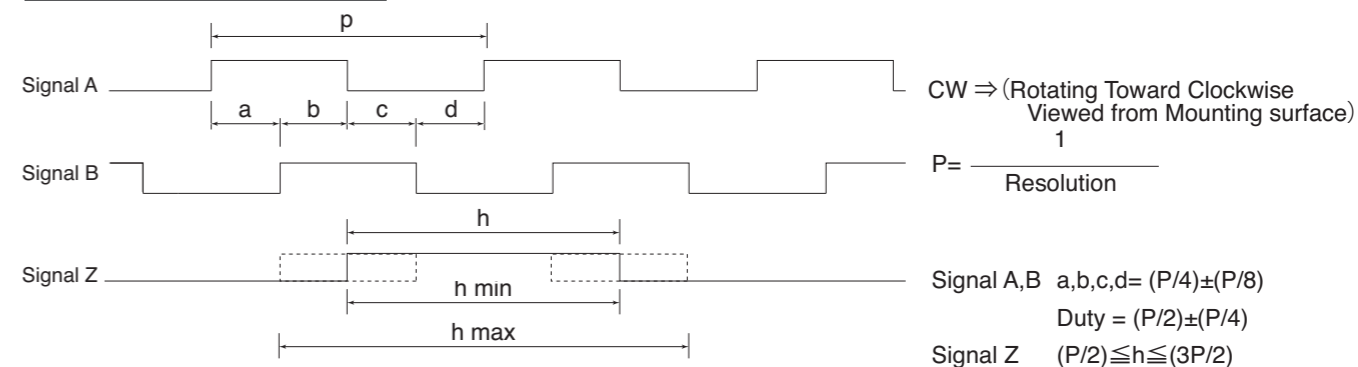 p
Signal A
a b c d
CW ⇒ (Rotating Toward Clockwise
Viewed from Mounting surface)
Signal B
P= 1
Resolution
h
Signal Z
h min
h max
Signal A,B a,b,c,d= (P/4)±(P/8)
Duty = (P/2)±(P/4)
Signal Z (P/2)≦h≦(3P/2)